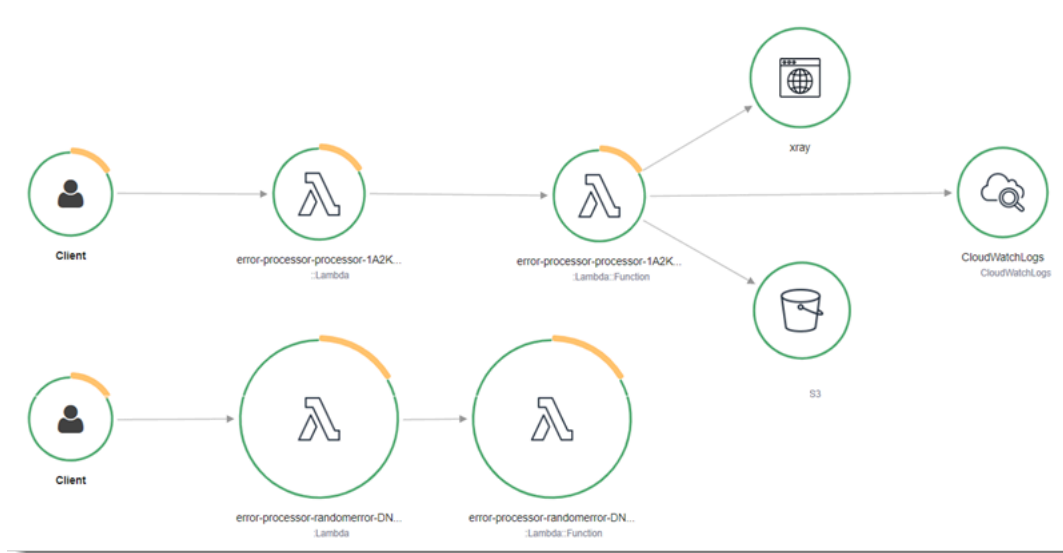 xray
Client
error-processor-processor-1A2K...
::Lambda
error-processor-processor-1A2K...
:Lambda::Function
CloudWatchLogs
CloudWatchLogs
S3
Client
error-processor-randomerror-DN...
:Lambda
error-processor-randomerror-DN...
:Lambda::Function